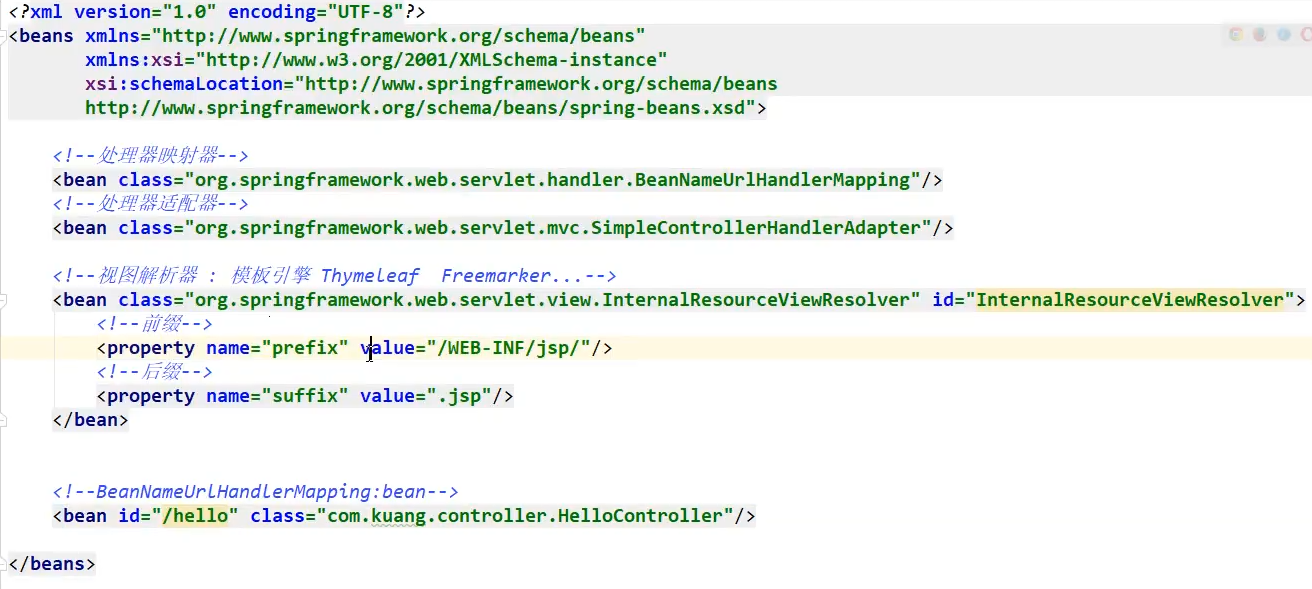 <?xml version="1.0" encoding="UTF-8"?>
<beans xmlns="http://www.springframework.org/schema/beans"
xmlns:xsi="http://www.w3.org/2001/XMLSchema-instance"
xsi:schemaLocation="http://www.springframework.org/schema/beans
http://www.springframework.org/schema/beans/spring-beans.xsd">
<!--处理器映射器-->
<bean class="org.springframework.web.servlet.handler.BeanNameUrlHandlerMapping"/>
<!--处理器适配器-->
<bean class="org.springframework.web.servlet.mvc.SimpleControllerHandlerAdapter"/>
<!--视图解析器 : 模板引擎 Thymeleaf  Freemarker...-->
<bean class="org.springframework.web.servlet.view.InternalResourceViewResolver" id="InternalResourceViewResolver">
<!--前缀-->
<property name="prefix" value="/WEB-INF/jsp/"/>
<!--后缀-->
<property name="suffix" value=".jsp"/>
</bean>
<!--BeanNameUrlHandlerMapping:bean-->
<bean id="/hello" class="com.kuang.controller.HelloController"/>
</beans>